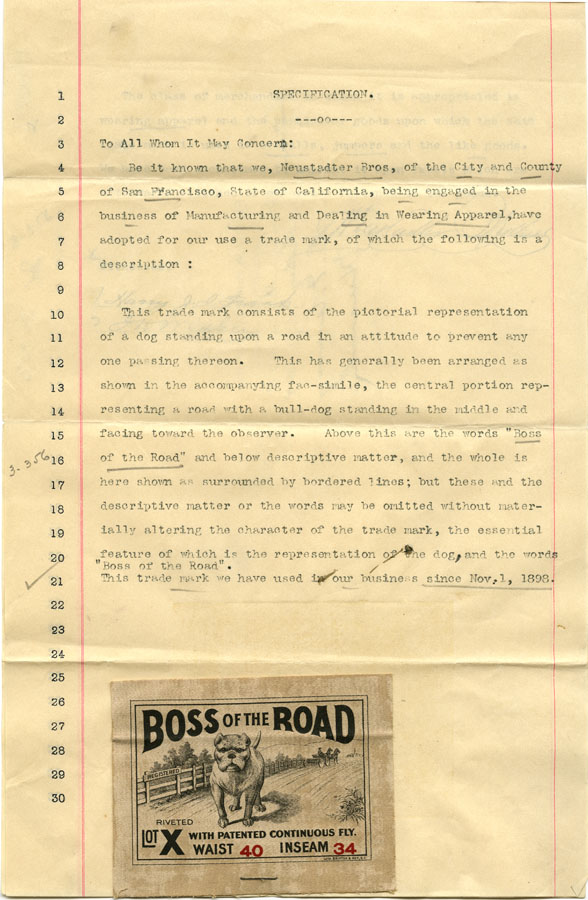 1 SPECIFICATION.
2 ---oo---
3 To All Whom It May Concern:
4 Be it known that we, Neustadter Bros, of the City and County
5 of San Francisco, State of California, being engaged in the
6 business of Manufacturing and Dealing in Wearing Apparel,have
7 adopted for our use a trade mark, of which the following is a
8 description :
9
10 This trade mark consists of the pictorial representation
11 of a dog standing upon a road in an attitude to prevent any
12 one passing thereon. This has generally been arranged as
13 shown in the accompanying fac-simile, the central portion rep-
14 resenting a road with a bull-dog standing in the middle and
15 facing toward the observer. Above this are the words "Boss
3-356
16 of the Road" and below descriptive matter, and the whole is
17 here shown as surrounded by bordered lines; but these and the
18 descriptive matter or the words may be omitted without mater-
19 ially altering the character of the trade mark, the essential
20 feature of which is the representation of the dog, and the words
"Boss of the Road".
21 This trade mark we have used in our business since Nov.1, 1898.
22
23
24
25
26
27
28
29
30
BOSS OF THE ROAD
REGISTERED
RIVETED
LOT X WITH PATENTED CONTINUOUS FLY.
WAIST 40 INSEAM 34